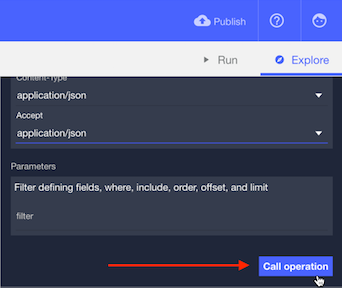 Publish
Run
Explore
Content-Type
application/json
Accept
application/json
Parameters
Filter defining fields, where, include, order, offset, and limit
filter
Call operation